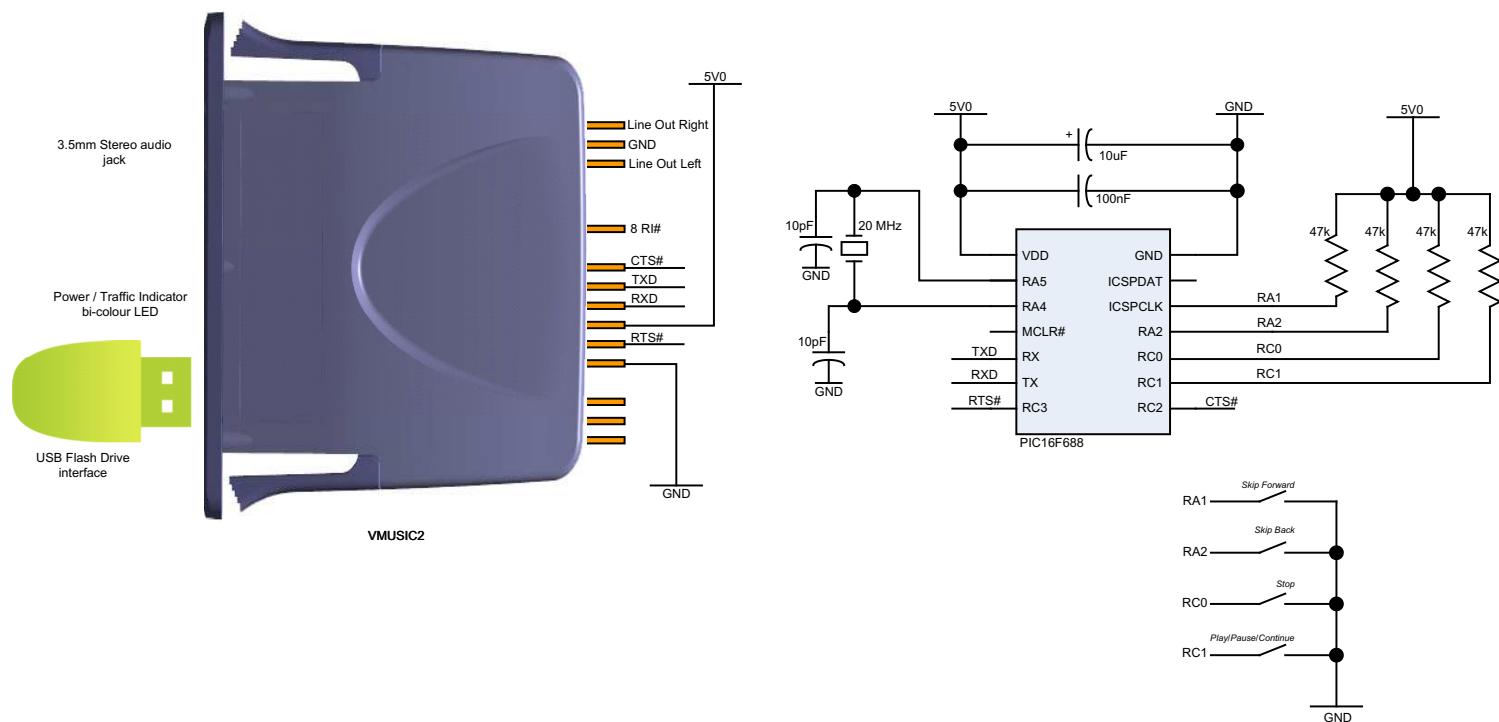 3.5mm Stereo audio
jack
Power / Traffic Indicator
bi-colour LED
USB Flash Drive
interface
VMUSIC2
5V0
Line Out Right
GND
Line Out Left
8 RI#
CTS#
TXD
RXD
RTS#
GND
5V0
GND
+
10uF
100nF
10pF
20 MHz
GND
10pF
GND
VDD
RA5
RA4
MCLR#
RX
TX
RC3
GND
ICSPDAT
ICSPCLK
RA2
RC0
RC1
RC2
PIC16F688
TXD
RXD
RTS#
RA1
RA2
RC0
RC1
CTS#
5V0
47k
47k
47k
47k
RA1
Skip Forward
RA2
Skip Back
RC0
Stop
RC1
Play/Pause/Continue
GND